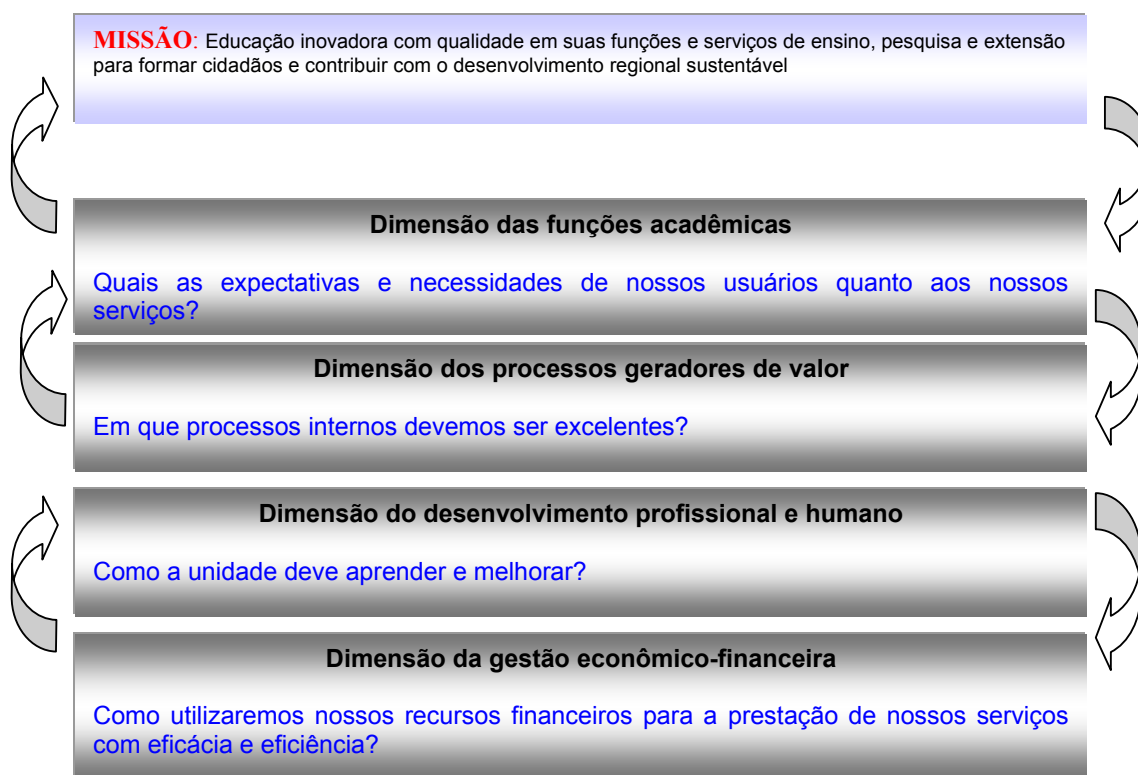 MISSÃO: Educação inovadora com qualidade em suas funções e serviços de ensino, pesquisa e extensão
para formar cidadãos e contribuir com o desenvolvimento regional sustentável
Dimensão das funções acadêmicas
Quais as expectativas e necessidades de nossos usuários quanto aos nossos
serviços?
Dimensão dos processos geradores de valor
Em que processos internos devemos ser excelentes?
Dimensão do desenvolvimento profissional e humano
Como a unidade deve aprender e melhorar?
Dimensão da gestão econômico-financeira
Como utilizaremos nossos recursos financeiros para a prestação de nossos serviços
com eficácia e eficiência?